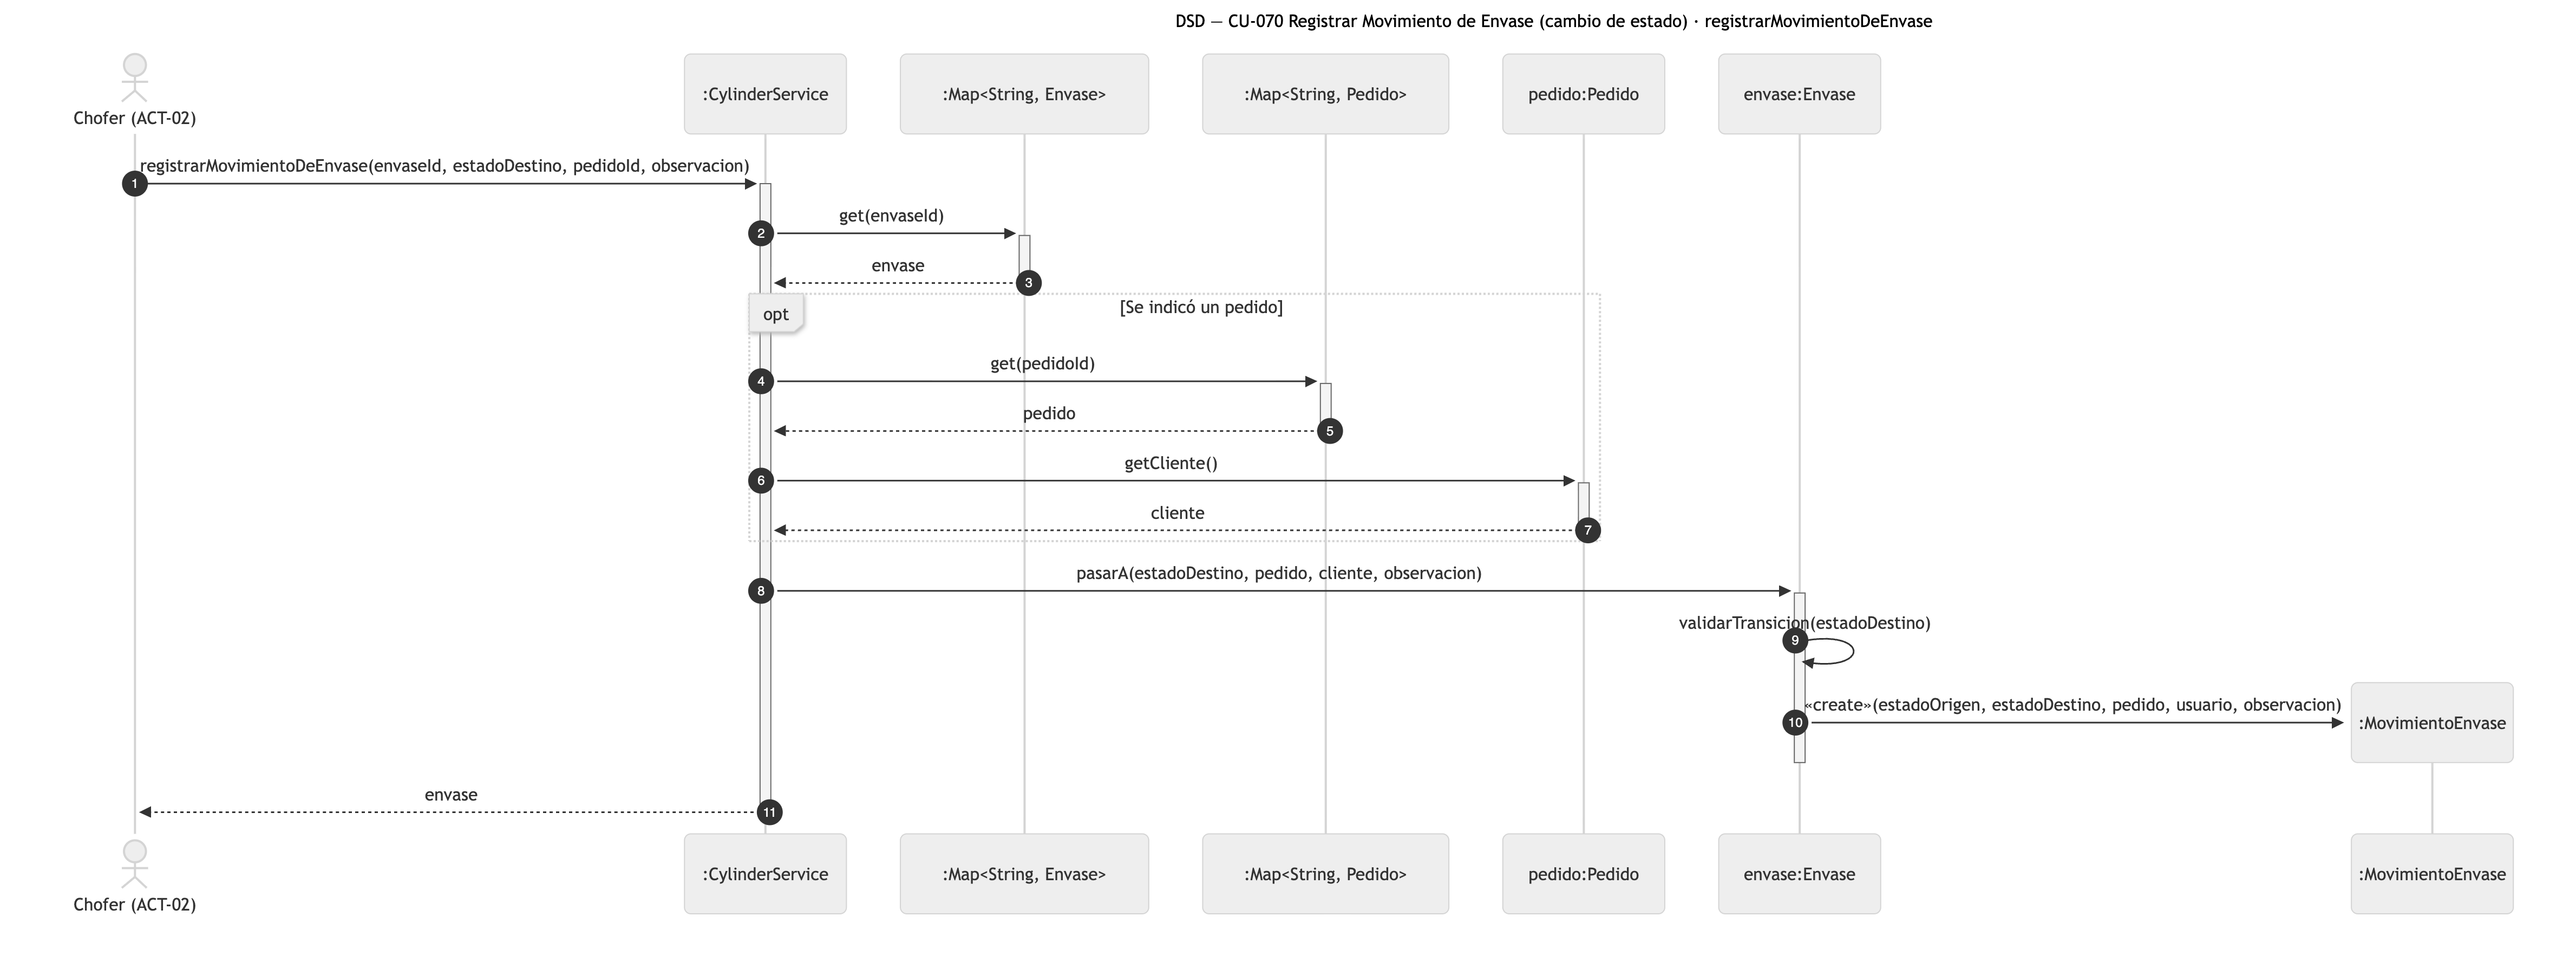 DSD — CU-070 Registrar Movimiento de Envase (cambio de estado) · registrarMovimientoDeEnvase
Chofer (ACT-02)
:CylinderService
:Map<String, Envase>
:Map<String, Pedido>
pedido:Pedido
envase:Envase
registrarMovimientoDeEnvase(envaseId, estadoDestino, pedidoId, observacion)
1
get(envaseId)
2
envase
3
opt
[Se indicó un pedido]
get(pedidoId)
4
pedido
5
getCliente()
6
cliente
7
pasarA(estadoDestino, pedido, cliente, observacion)
8
validarTransicion(estadoDestino)
9
«create»(estadoOrigen, estadoDestino, pedido, usuario, observacion)
10
:MovimientoEnvase
envase
11
Chofer (ACT-02)
:CylinderService
:Map<String, Envase>
:Map<String, Pedido>
pedido:Pedido
envase:Envase
:MovimientoEnvase